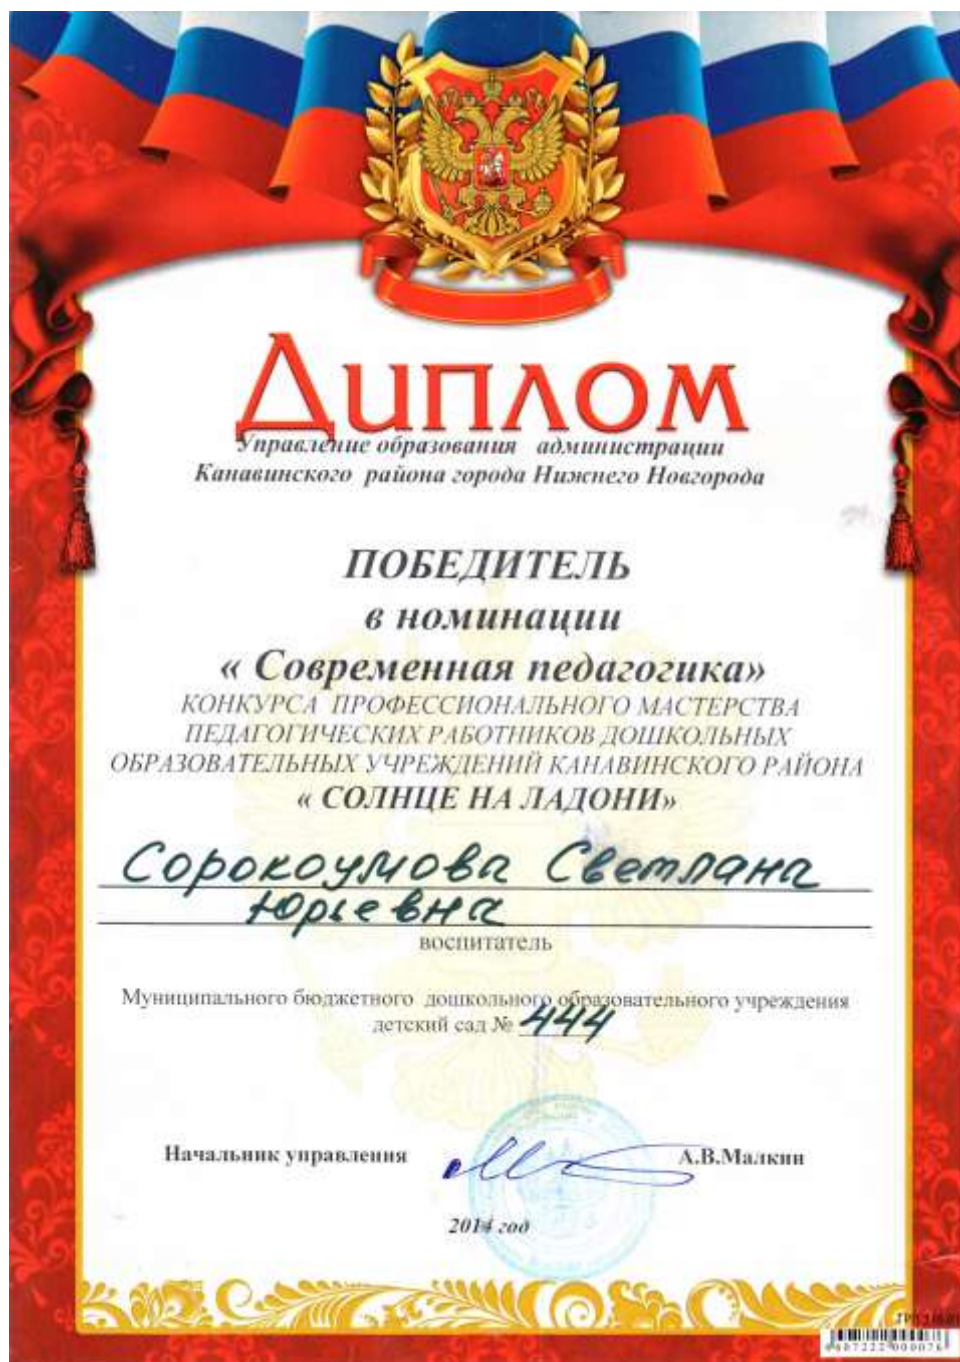 Диплом
Управление образования администрации
Канавинского района города Нижнего Новгорода
ПОБЕДИТЕЛЬ
в номинации
« Современная педагогика»
КОНКУРСА ПРОФЕССИОНАЛЬНОГО МАСТЕРСТВА
ПЕДАГОГИЧЕСКИХ РАБОТНИКОВ ДОШКОЛЬНЫХ
ОБРАЗОВАТЕЛЬНЫХ УЧРЕЖДЕНИЙ КАНАВИНСКОГО РАЙОНА
« СОЛНЦЕ НА ЛАДОНИ»
Сорокоумова Светлана
Юрьевна
воспитатель
Муниципального бюджетного дошкольного образовательного учреждения
детский сад № 444
Начальник управления А.В.Малкин
2014 год